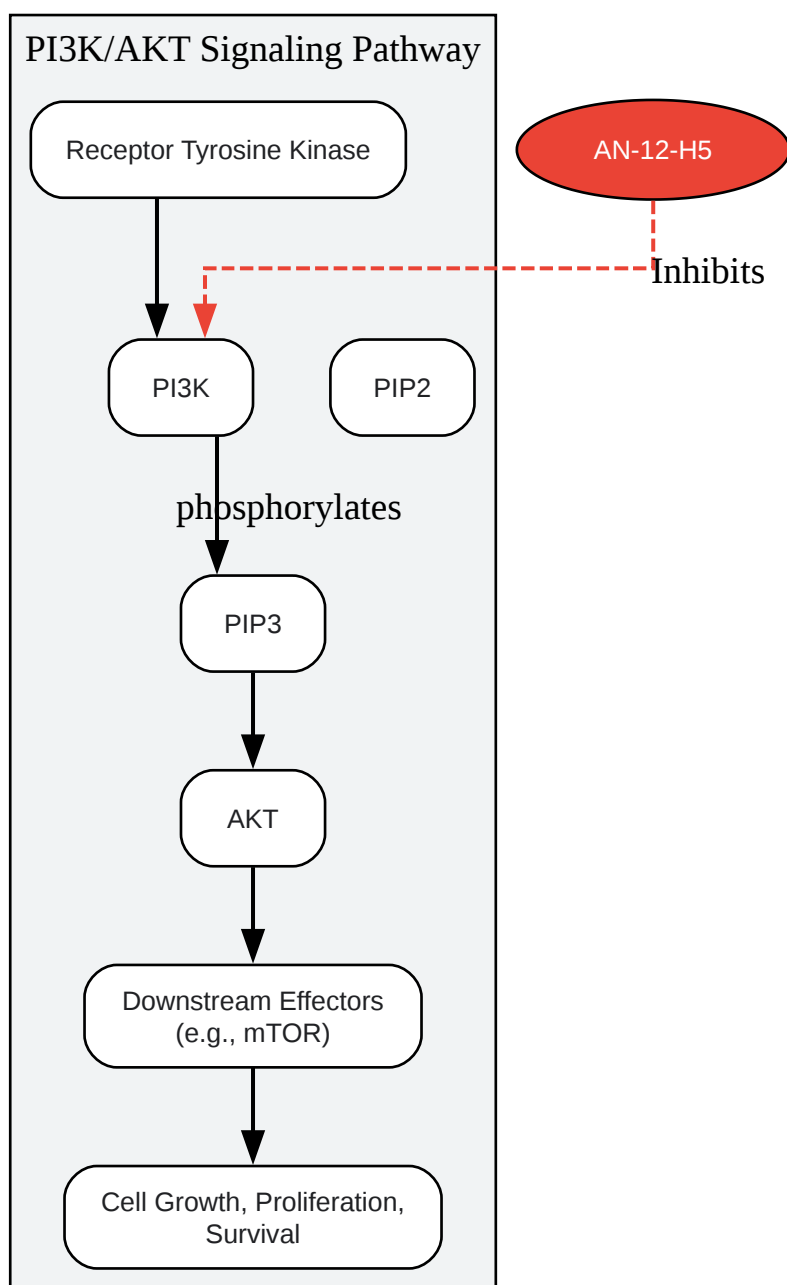 PI3K/AKT Signaling Pathway
Receptor Tyrosine Kinase
AN-12-H5
Inhibits
PI3K
PIP2
phosphorylates
PIP3
AKT
Downstream Effectors
(e.g., mTOR)
Cell Growth, Proliferation,
Survival